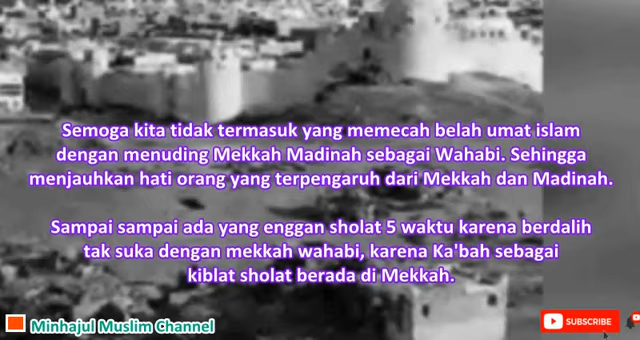 Semoga kita tidak termasuk yang memecah belah umat islam
dengan menuding Mekkah Madinah sebagai Wahabi. Sehingga
menjauhkan hati orang yang terpengaruh dari Mekkah dan Madinah.
Sampai sampai ada yang enggan sholat 5 waktu karena berdalih
tak suka dengan mekkah wahabi, karena Ka'bah sebagai
kiblat sholat berada di Mekkah.
Minhajul Muslim Channel
SUBSCRIBE